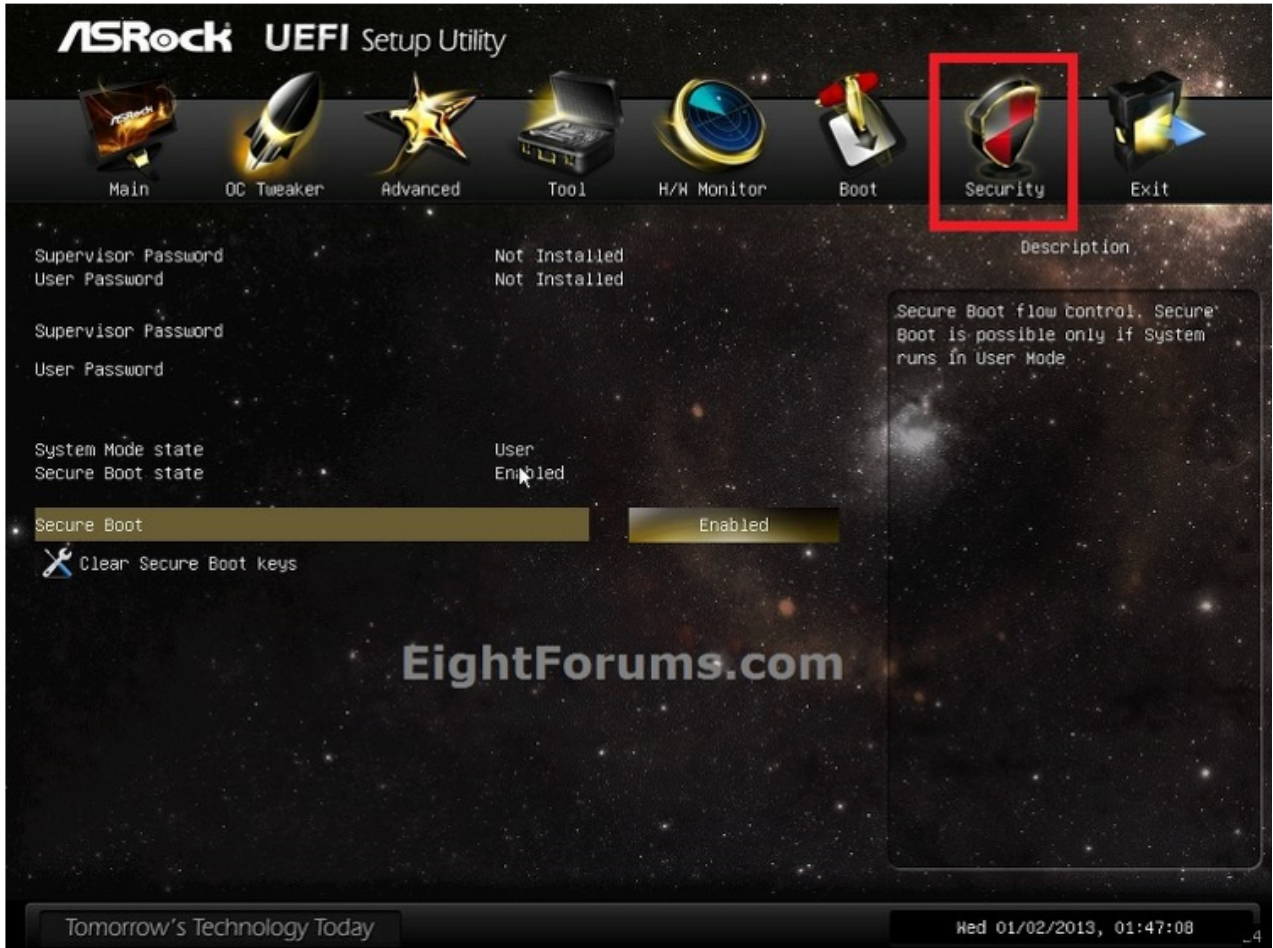 ASRock UEFI Setup Utility
ASRock
Main OC Tweaker Advanced Tool H/W Monitor Boot Security Exit
Supervisor Password Not Installed
User Password Not Installed
Supervisor Password
User Password
System Mode state User
Secure Boot state Enabled
Secure Boot Enabled
Clear Secure Boot keys
Description
Secure Boot flow control. Secure
Boot is possible only if System
runs in User Mode
EightForums.com
Tomorrow's Technology Today
Wed 01/02/2013, 01:47:08